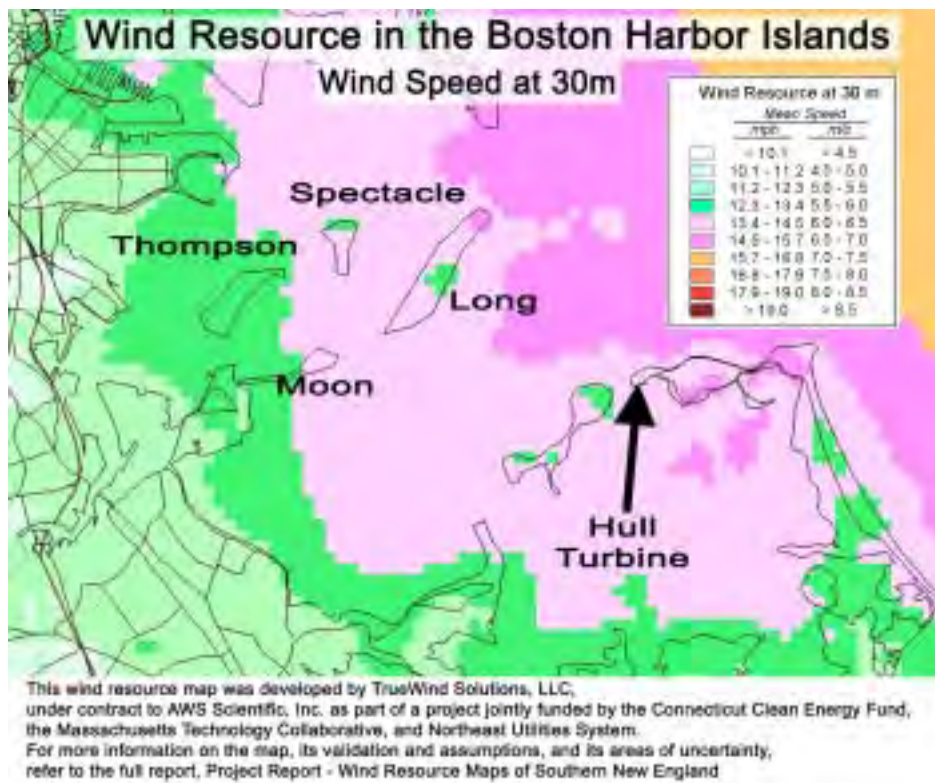 Wind Resource in the Boston Harbor Islands
Wind Speed at 30m
Wind Resource at 30 m
Mean Speed
mph m/s
< 10.1 < 4.5
10.1 - 11.2
11.2 - 12.3 5.0 - 5.5
12.3 - 13.4 5.5 - 6.0
13.4 - 14.5 6.0 - 6.5
14.5 - 15.7 6.5 - 7.0
15.7 - 16.8 7.0 - 7.5
16.8 - 17.9 7.5 - 8.0
17.9 - 19.0 8.0 - 8.5
> 19.0 > 8.5
Spectacle
Thompson
Long
Moon
Hull
Turbine
This wind resource map was developed by TrueWind Solutions, LLC,
under contract to AWS Scientific, Inc. as part of a project jointly funded by the Connecticut Clean Energy Fund,
the Massachusetts Technology Collaborative, and Northeast Utilities System.
For more information on the map, its validation and assumptions, and its areas of uncertainty,
refer to the full report, Project Report - Wind Resource Maps of Southern New England